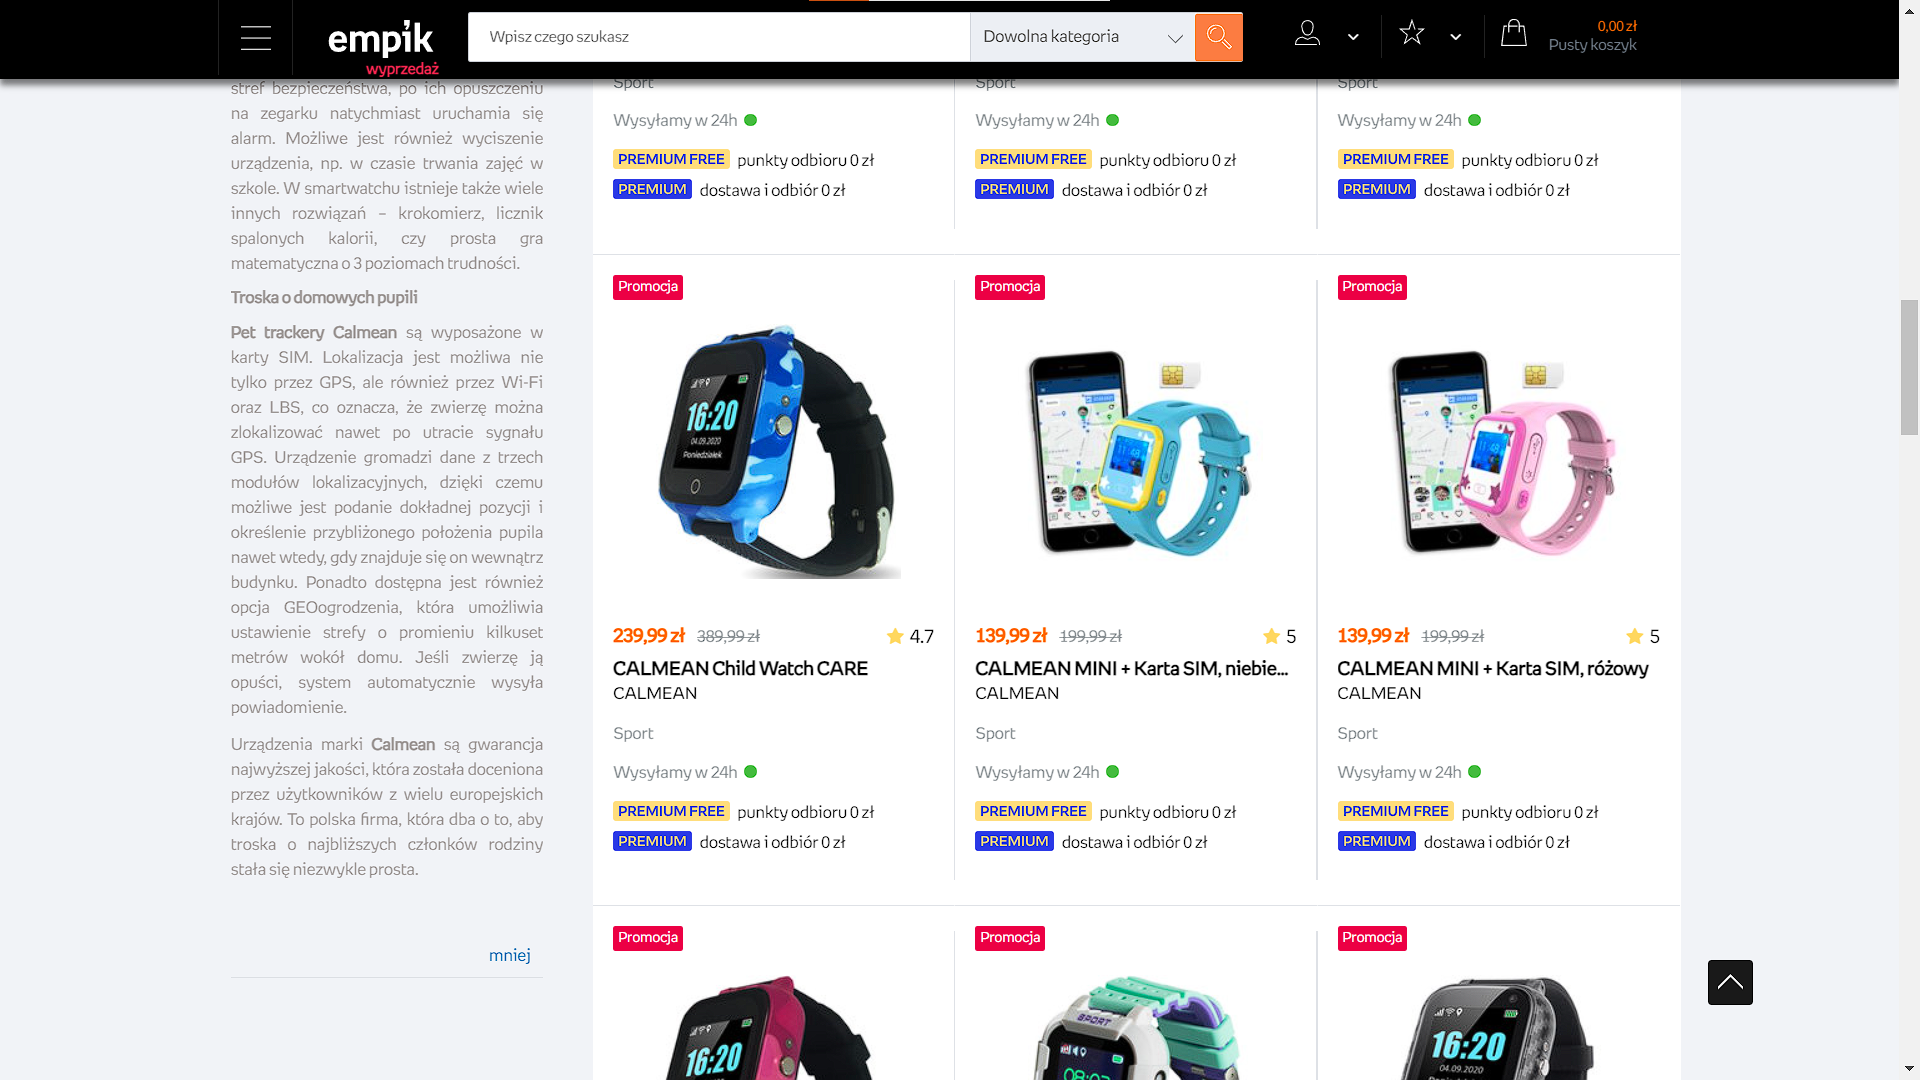 empik
wyprzedaż
Wpisz czego szukasz
Dowolna kategoria
0,00 zł
Pusty koszyk
stref bezpieczeństwa, po ich opuszczeniu
na zegarku natychmiast uruchamia się
alarm. Możliwe jest również wyciszenie
urządzenia, np. w czasie trwania zajęć w
szkole. W smartwatchu istnieje także wiele
innych rozwiązań – krokomierz, licznik
spalonych kalorii, czy prosta gra
matematyczna o 3 poziomach trudności.
Troska o domowych pupili
Pet trackery Calmean są wyposażone w
karty SIM. Lokalizacja jest możliwa nie
tylko przez GPS, ale również przez Wi-Fi
oraz LBS, co oznacza, że zwierzę można
zlokalizować nawet po utracie sygnału
GPS. Urządzenie gromadzi dane z trzech
modułów lokalizacyjnych, dzięki czemu
możliwe jest podanie dokładnej pozycji i
określenie przybliżonego położenia pupila
nawet wtedy, gdy znajduje się on wewnątrz
budynku. Ponadto dostępna jest również
opcja GEOogrodzenia, która umożliwia
ustawienie strefy o promieniu kilkuset
metrów wokół domu. Jeśli zwierzę ją
opuści, system automatycznie wysyła
powiadomienie.
Urządzenia marki Calmean są gwarancja
najwyższej jakości, która została doceniona
przez użytkowników z wielu europejskich
krajów. To polska firma, która dba o to, aby
troska o najbliższych członków rodziny
stała się niezwykle prosta.
mniej
Sport
Wysyłamy w 24h
PREMIUM FREE punkty odbioru 0 zł
PREMIUM dostawa i odbiór 0 zł
Sport
Wysyłamy w 24h
PREMIUM FREE punkty odbioru 0 zł
PREMIUM dostawa i odbiór 0 zł
Sport
Wysyłamy w 24h
PREMIUM FREE punkty odbioru 0 zł
PREMIUM dostawa i odbiór 0 zł
Promocja
16:20
04.09.2020
Poniedziałek
239,99 zł 389,99 zł 4.7
CALMEAN Child Watch CARE
CALMEAN
Sport
Wysyłamy w 24h
PREMIUM FREE punkty odbioru 0 zł
PREMIUM dostawa i odbiór 0 zł
Promocja
11:48
139,99 zł 199,99 zł 5
CALMEAN MINI + Karta SIM, niebie...
CALMEAN
Sport
Wysyłamy w 24h
PREMIUM FREE punkty odbioru 0 zł
PREMIUM dostawa i odbiór 0 zł
Promocja
11:48
139,99 zł 199,99 zł 5
CALMEAN MINI + Karta SIM, różowy
CALMEAN
Sport
Wysyłamy w 24h
PREMIUM FREE punkty odbioru 0 zł
PREMIUM dostawa i odbiór 0 zł
Promocja
16:20
Promocja
SPORT
08:03
Promocja
16:20
04.09.2020